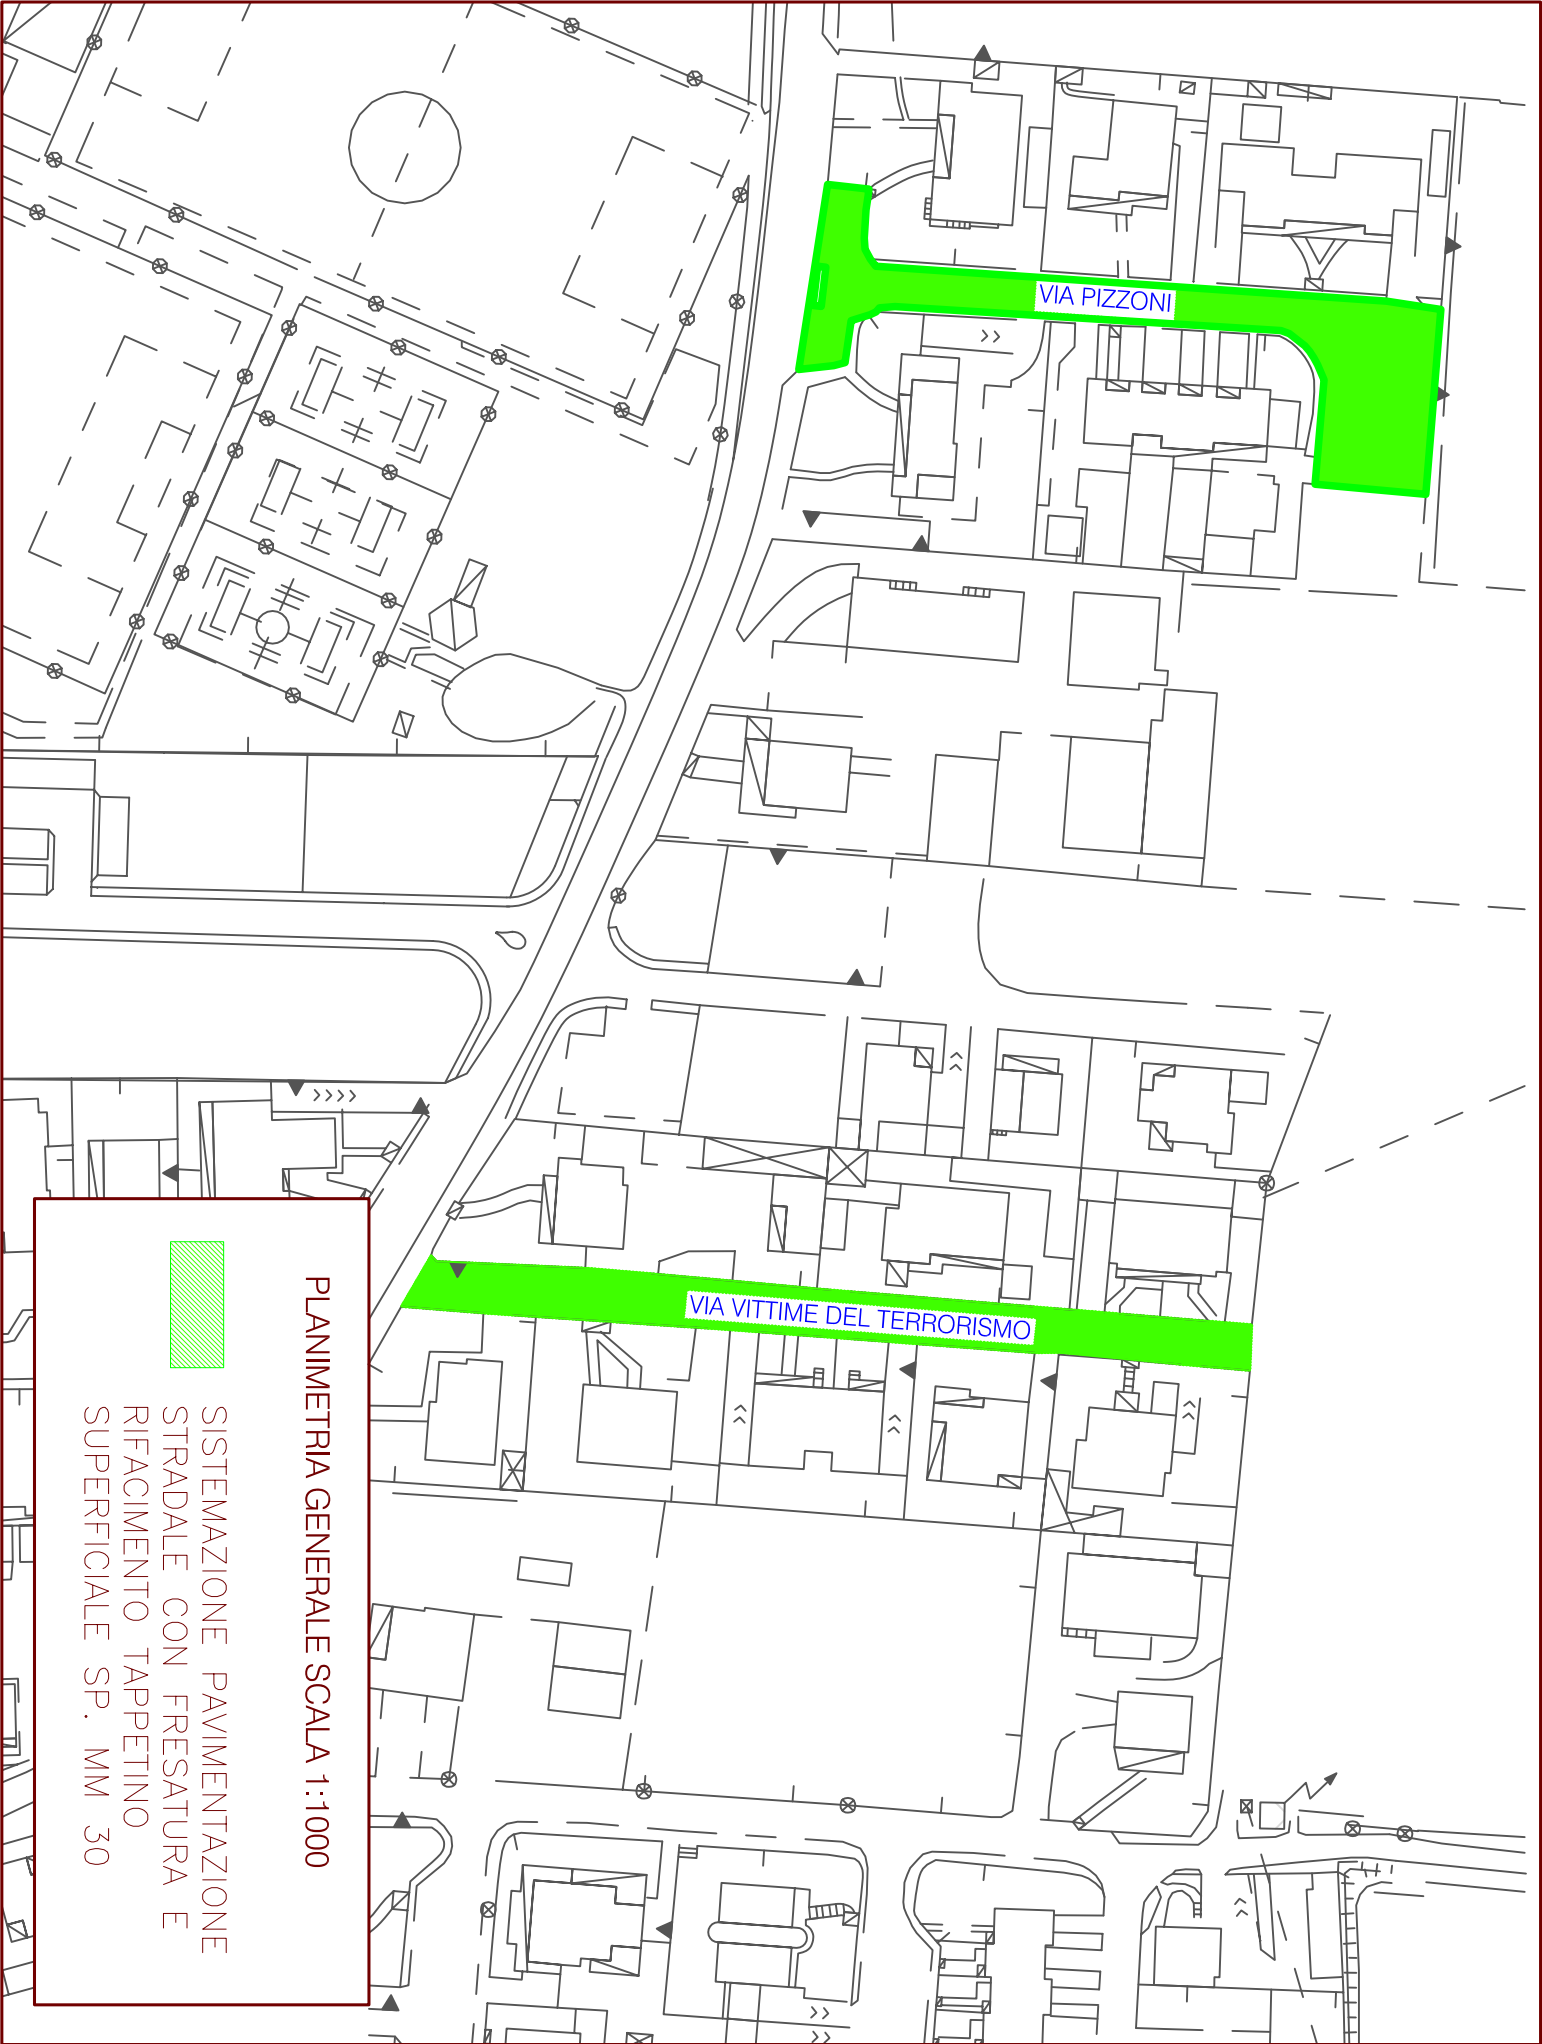 VIA PIZZONI
VIA VITTIME DEL TERRORISMO
PLANIMETRIA GENERALE SCALA 1:1000
SISTEMAZIONE PAVIMENTAZIONE
STRADALE CON FRESATURA E
RIFACIMENTO TAPPETINO
SUPERFICIALE SP. MM 30